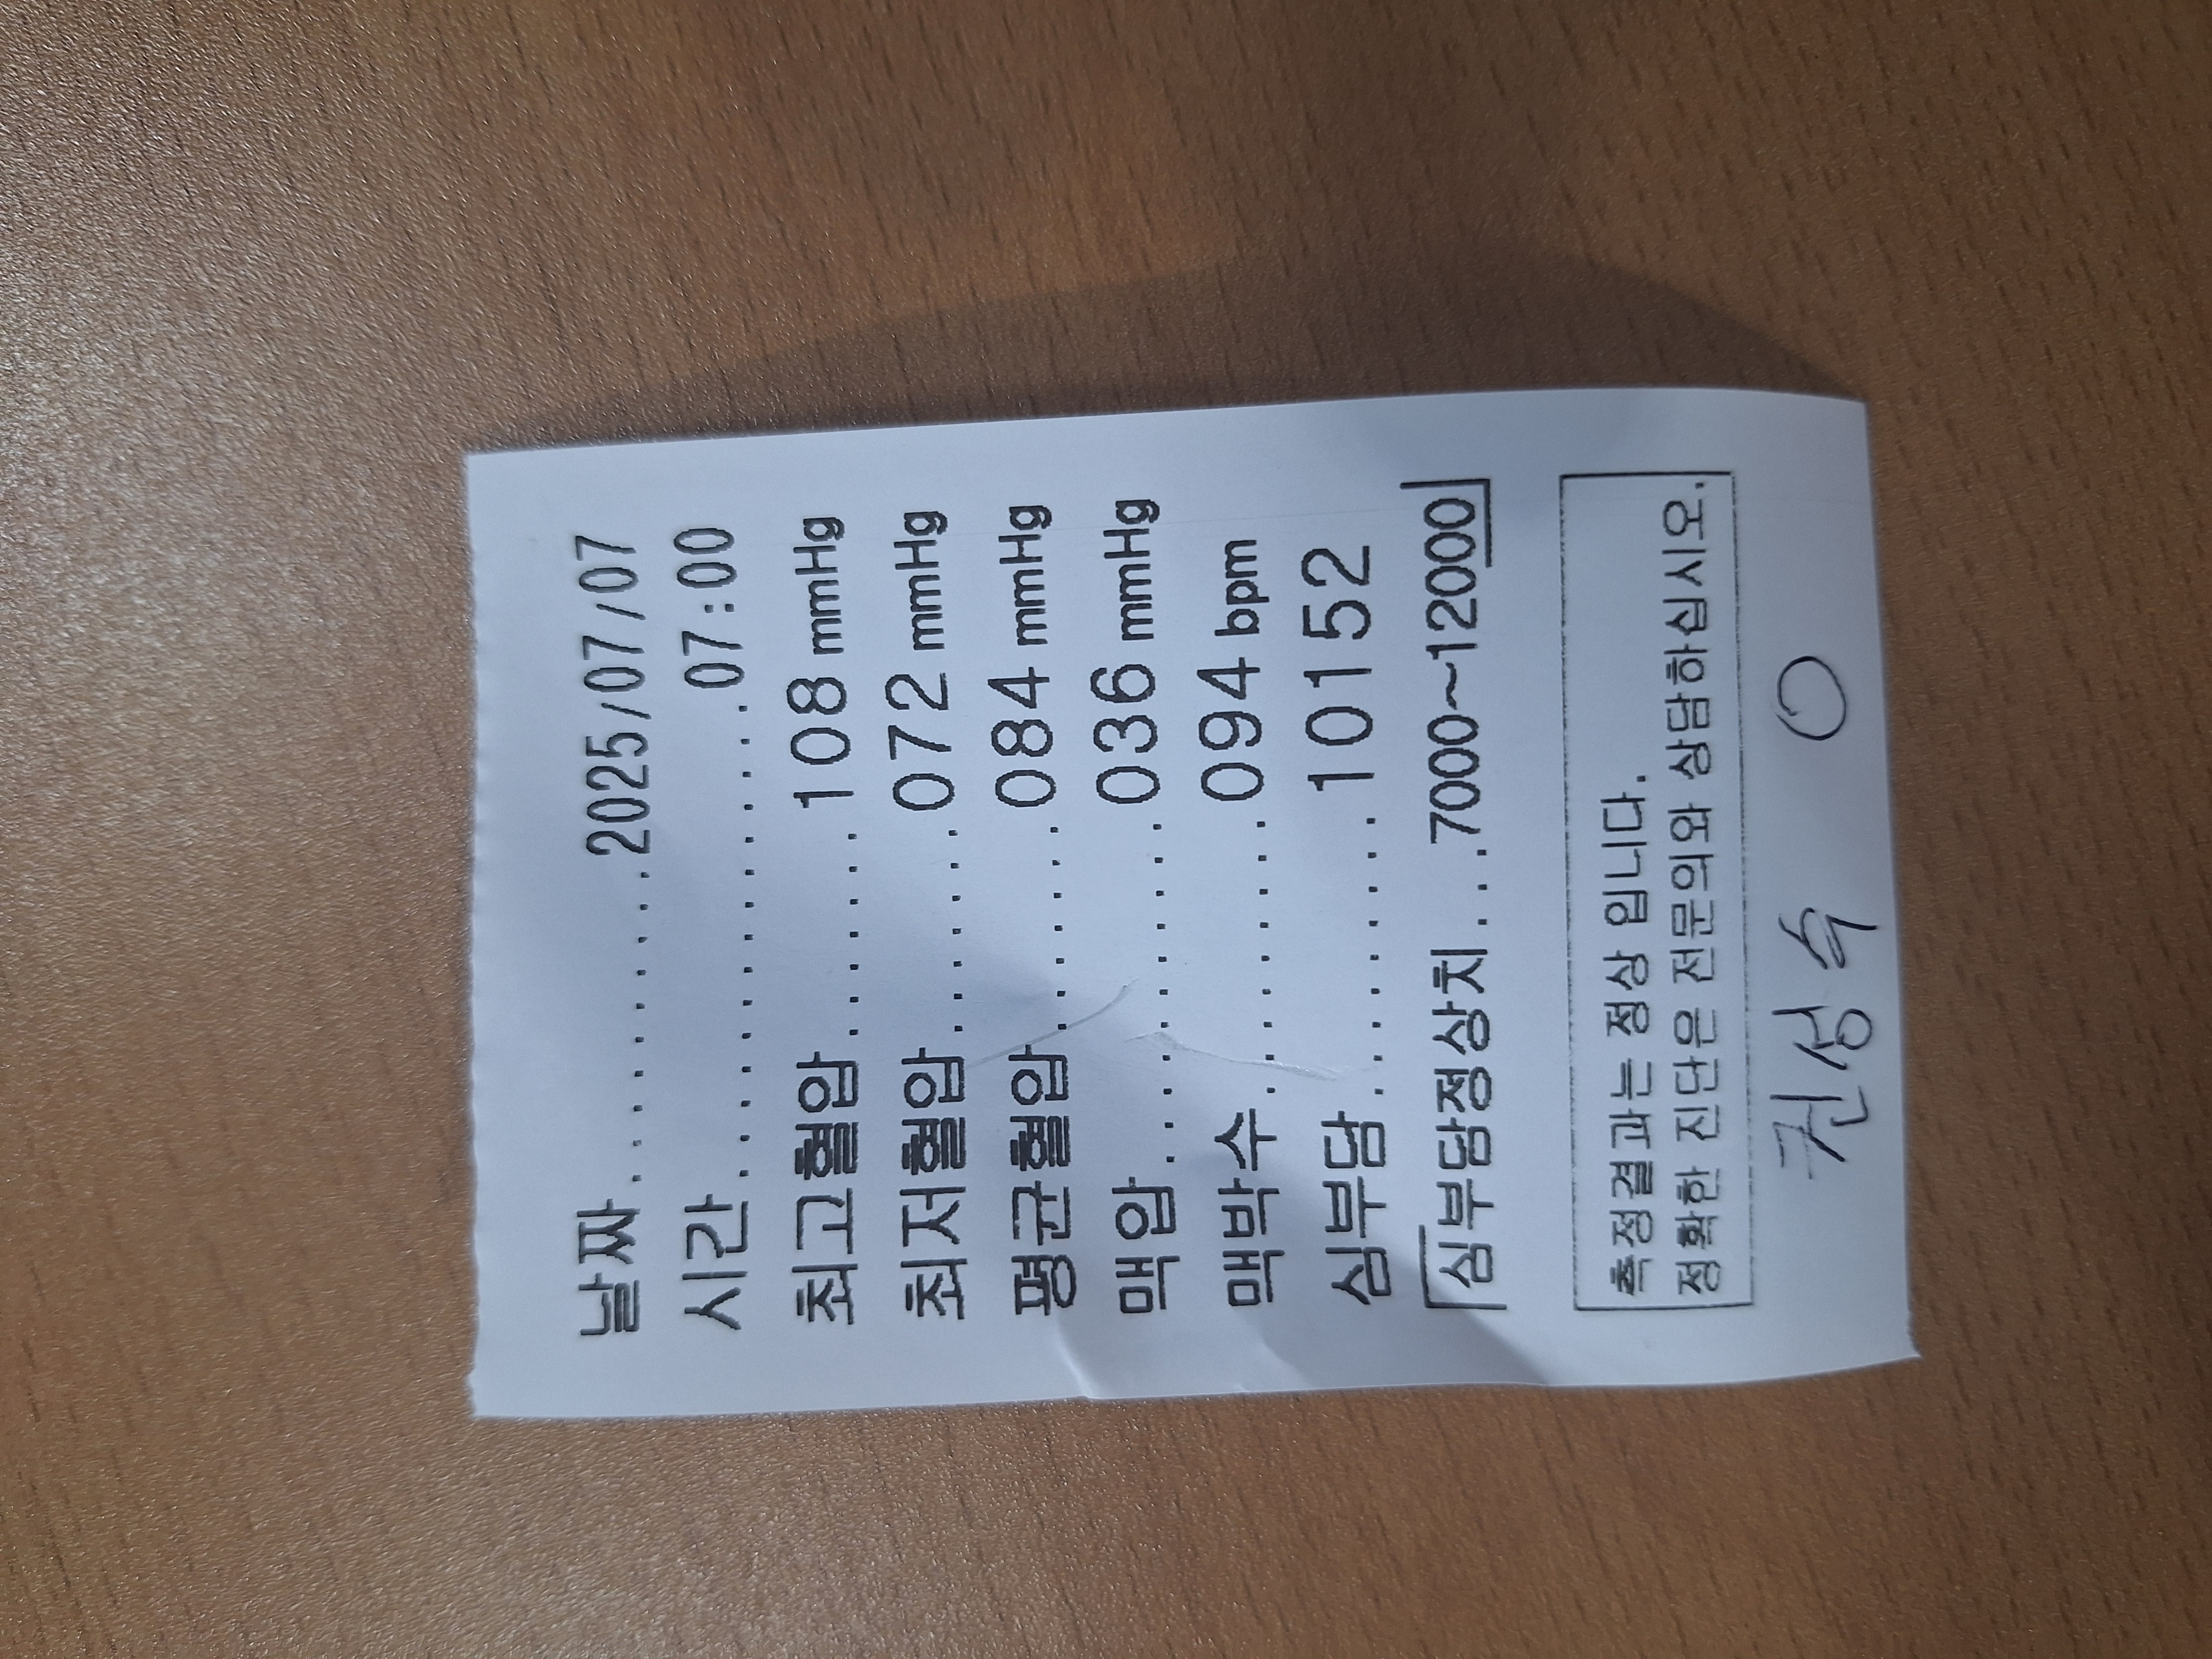 날짜...........2025/07/07
시간................07:00
최고혈압.......108 mmHg
최저혈압.......072 mmHg
평균혈압.......084 mmHg
맥압...........036 mmHg
맥박수.........094 bpm
심부담.........10152
심부담정상치...7000~12000
측정결과는 정상 입니다.
정확한 진단은 전문의와 상담하십시오.
권성수 O